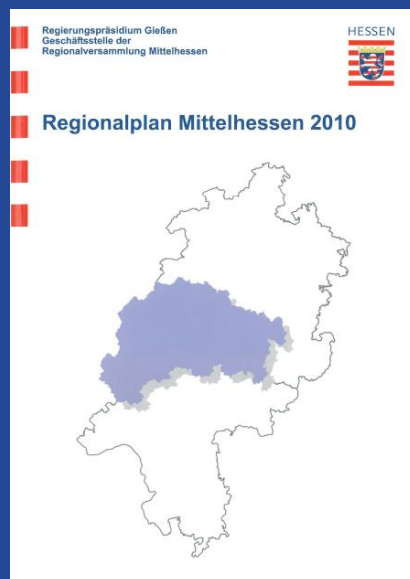 Regierungspräsidium Gießen
Geschäftsstelle der
Regionalversammlung Mittelhessen
HESSEN
Regionalplan Mittelhessen 2010